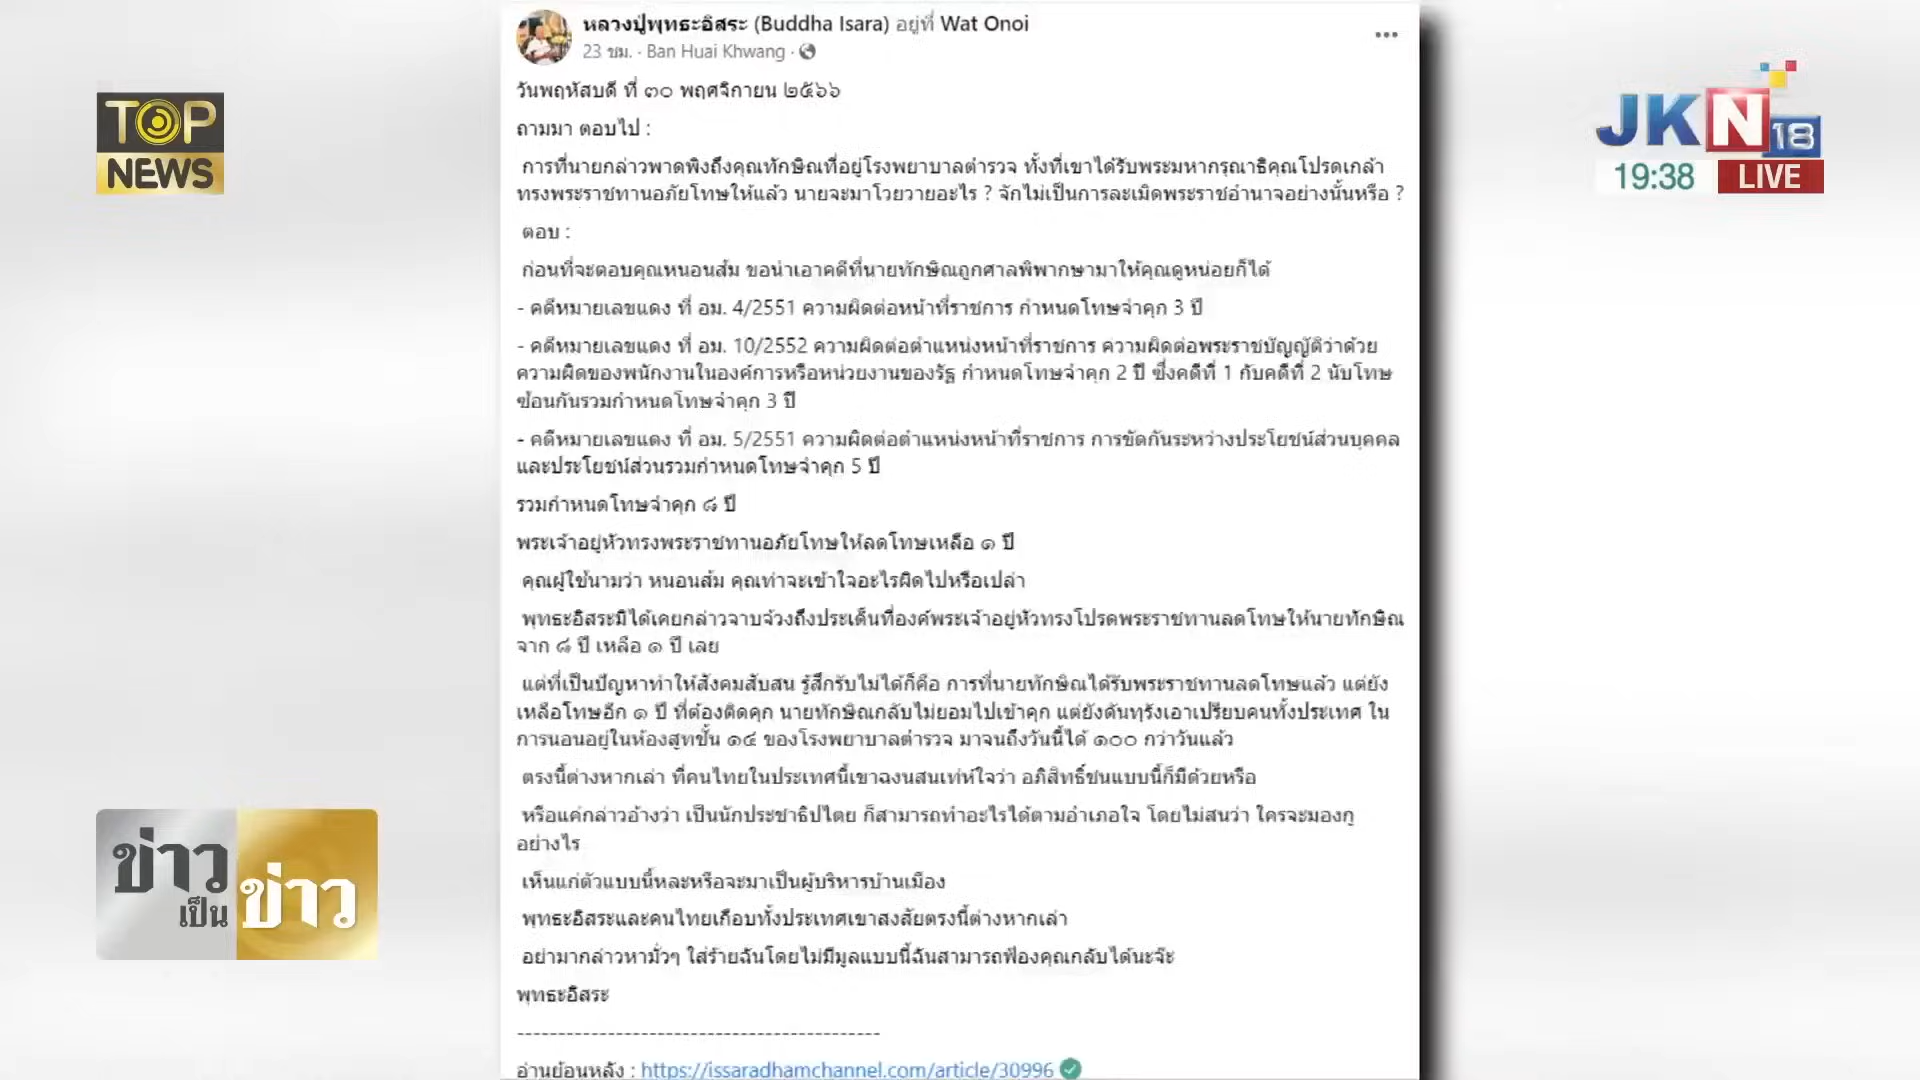 หลวงปู่พุทธะอิสระ (Buddha Isara) อยู่ที่ Wat Onoi
23 ชม. · Ban Huai Khwang ·
TOP
NEWS
JKN18
19:38 LIVE
วันพฤหัสบดี ที่ ๓๐ พฤศจิกายน ๒๕๖๖
ถามมา ตอบไป :
การที่นายกล่าวพาดพิงถึงคุณทักษิณที่อยู่โรงพยาบาลตำรวจ ทั้งที่เขาได้รับพระมหากรุณาธิคุณโปรดเกล้า
ทรงพระราชทานอภัยโทษให้แล้ว นายจะมาโวยวายอะไร ? จักไม่เป็นการละเมิดพระราชอำนาจอย่างนั้นหรือ ?
ตอบ :
ก่อนที่จะตอบคุณหนอนส้ม ขอนำเอาคดีที่นายทักษิณถูกศาลพิพากษามาให้คุณดูหน่อยก็ได้
- คดีหมายเลขแดง ที่ อม. 4/2551 ความผิดต่อหน้าที่ราชการ กำหนดโทษจำคุก 3 ปี
- คดีหมายเลขแดง ที่ อม. 10/2552 ความผิดต่อตำแหน่งหน้าที่ราชการ ความผิดต่อพระราชบัญญัติว่าด้วย
ความผิดของพนักงานในองค์การหรือหน่วยงานของรัฐ กำหนดโทษจำคุก 2 ปี ซึ่งคดีที่ 1 กับคดีที่ 2 นับโทษ
ซ้อนกันรวมกำหนดโทษจำคุก 3 ปี
- คดีหมายเลขแดง ที่ อม. 5/2551 ความผิดต่อตำแหน่งหน้าที่ราชการ การขัดกันระหว่างประโยชน์ส่วนบุคคล
และประโยชน์ส่วนรวมกำหนดโทษจำคุก 5 ปี
รวมกำหนดโทษจำคุก ๘ ปี
พระเจ้าอยู่หัวทรงพระราชทานอภัยโทษให้ลดโทษเหลือ ๑ ปี
คุณผู้ใช้นามว่า หนอนส้ม คุณท่าจะเข้าใจอะไรผิดไปหรือเปล่า
พุทธะอิสระมิได้เคยกล่าวจาบจ้วงถึงประเด็นที่องค์พระเจ้าอยู่หัวทรงโปรดพระราชทานลดโทษให้นายทักษิณ
จาก ๘ ปี เหลือ ๑ ปี เลย
แต่ที่เป็นปัญหาทำให้สังคมสับสน รู้สึกรับไม่ได้ก็คือ การที่นายทักษิณได้รับพระราชทานลดโทษแล้ว แต่ยัง
เหลือโทษอีก ๑ ปี ที่ต้องติดคุก นายทักษิณกลับไม่ยอมไปเข้าคุก แต่ยังดันทุรังเอาเปรียบคนทั้งประเทศ ใน
การนอนอยู่ในห้องสูทชั้น ๑๔ ของโรงพยาบาลตำรวจ มาจนถึงวันนี้ได้ ๑๐๐ กว่าวันแล้ว
ตรงนี้ต่างหากเล่า ที่คนไทยในประเทศนี้เขาฉงนสนเท่ห์ใจว่า อภิสิทธิ์ชนแบบนี้ก็มีด้วยหรือ
หรือแค่กล่าวอ้างว่า เป็นนักประชาธิปไตย ก็สามารถทำอะไรได้ตามอำเภอใจ โดยไม่สนว่า ใครจะมองกู
อย่างไร
เห็นแก่ตัวแบบนี้หละหรือจะมาเป็นผู้บริหารบ้านเมือง
พุทธะอิสระและคนไทยเกือบทั้งประเทศเขาสงสัยตรงนี้ต่างหากเล่า
อย่ามากล่าวหามั่วๆ ใส่ร้ายฉันโดยไม่มีมูลแบบนี้ฉันสามารถฟ้องคุณกลับได้นะจ๊ะ
พุทธะอิสระ
--------------------------------------------
อ่านย้อนหลัง : https://issaradhamchannel.com/article/30996
ข่าว
เป็น
ข่าว